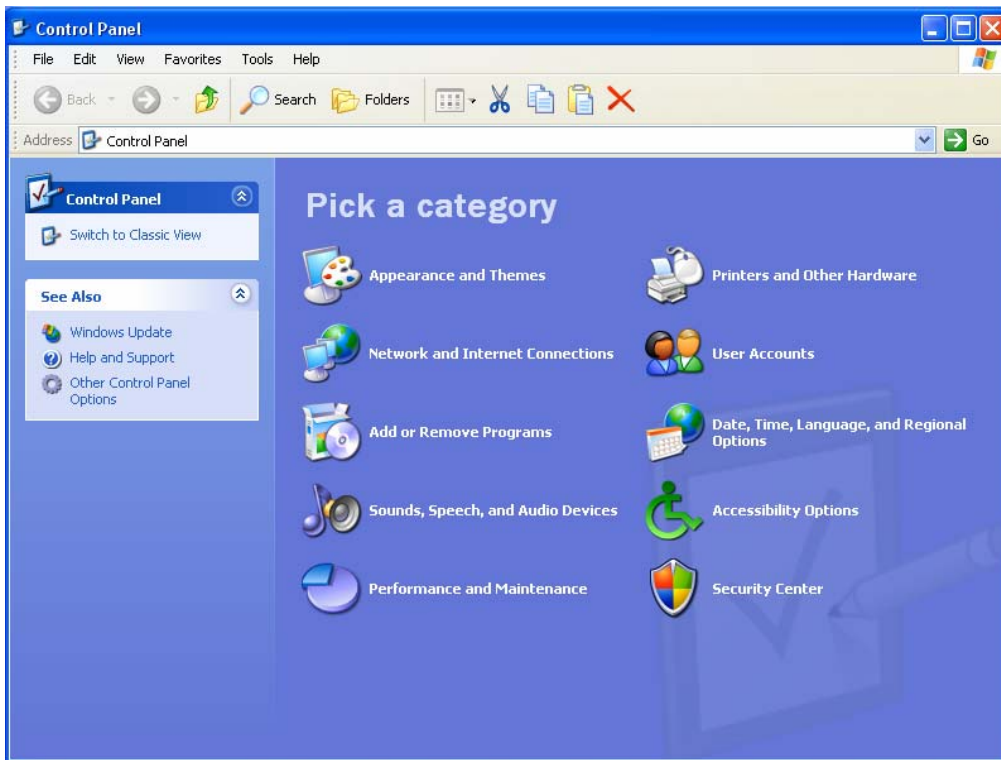 Control Panel
File Edit View Favorites Tools Help
Back Search Folders
Address Control Panel Go
Control Panel
Switch to Classic View
See Also
Windows Update
Help and Support
Other Control Panel
Options
Pick a category
Appearance and Themes
Printers and Other Hardware
Network and Internet Connections
User Accounts
Add or Remove Programs
Date, Time, Language, and Regional
Options
Sounds, Speech, and Audio Devices
Accessibility Options
Performance and Maintenance
Security Center